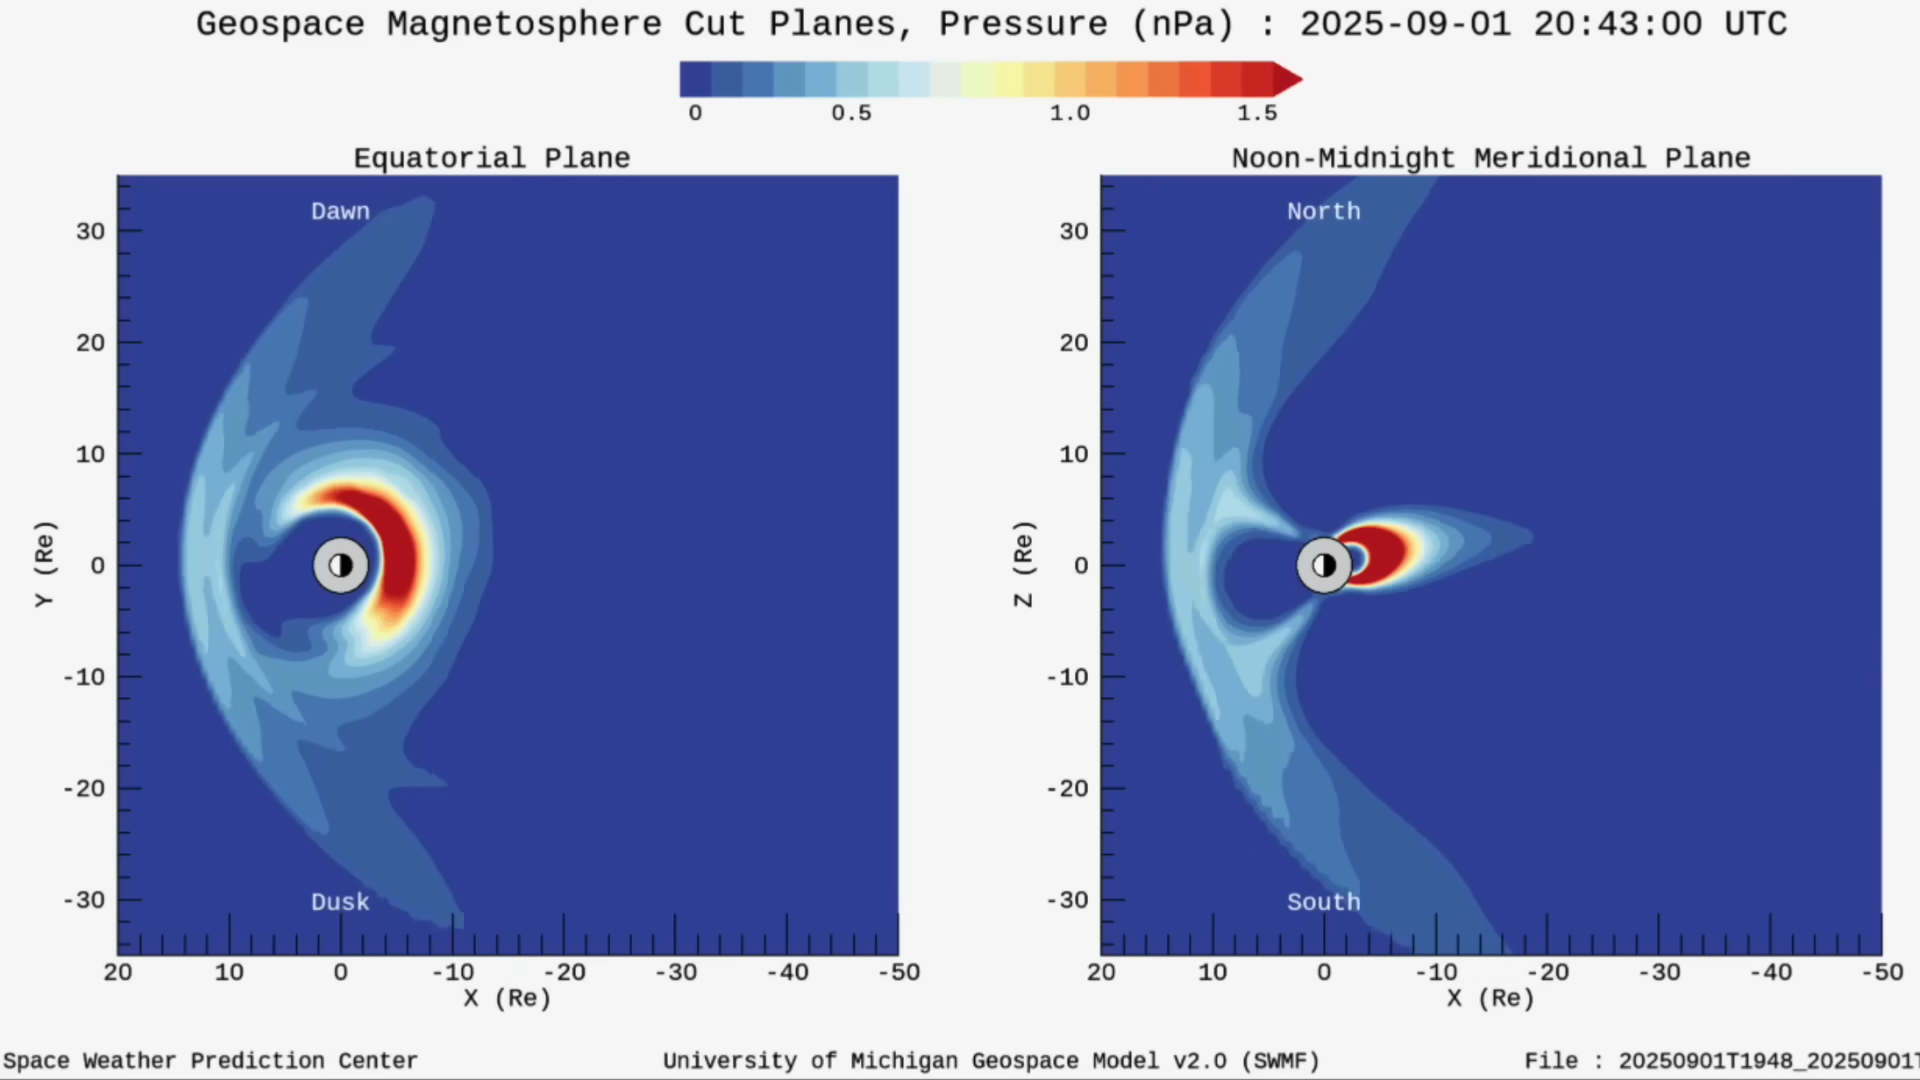 Geospace Magnetosphere Cut Planes, Pressure (nPa) : 2025-09-01 20:43:00 UTC
0 0.5 1.0 1.5
Equatorial Plane
Dawn
30
20
10
0
-10
-20
-30
Y (Re)
Dusk
20 10 0 -10 -20 -30 -40 -50
X (Re)
Noon-Midnight Meridional Plane
North
30
20
10
0
-10
-20
-30
Z (Re)
South
20 10 0 -10 -20 -30 -40 -50
X (Re)
Space Weather Prediction Center
University of Michigan Geospace Model v2.0 (SWMF)
File : 20250901T1948_20250901T